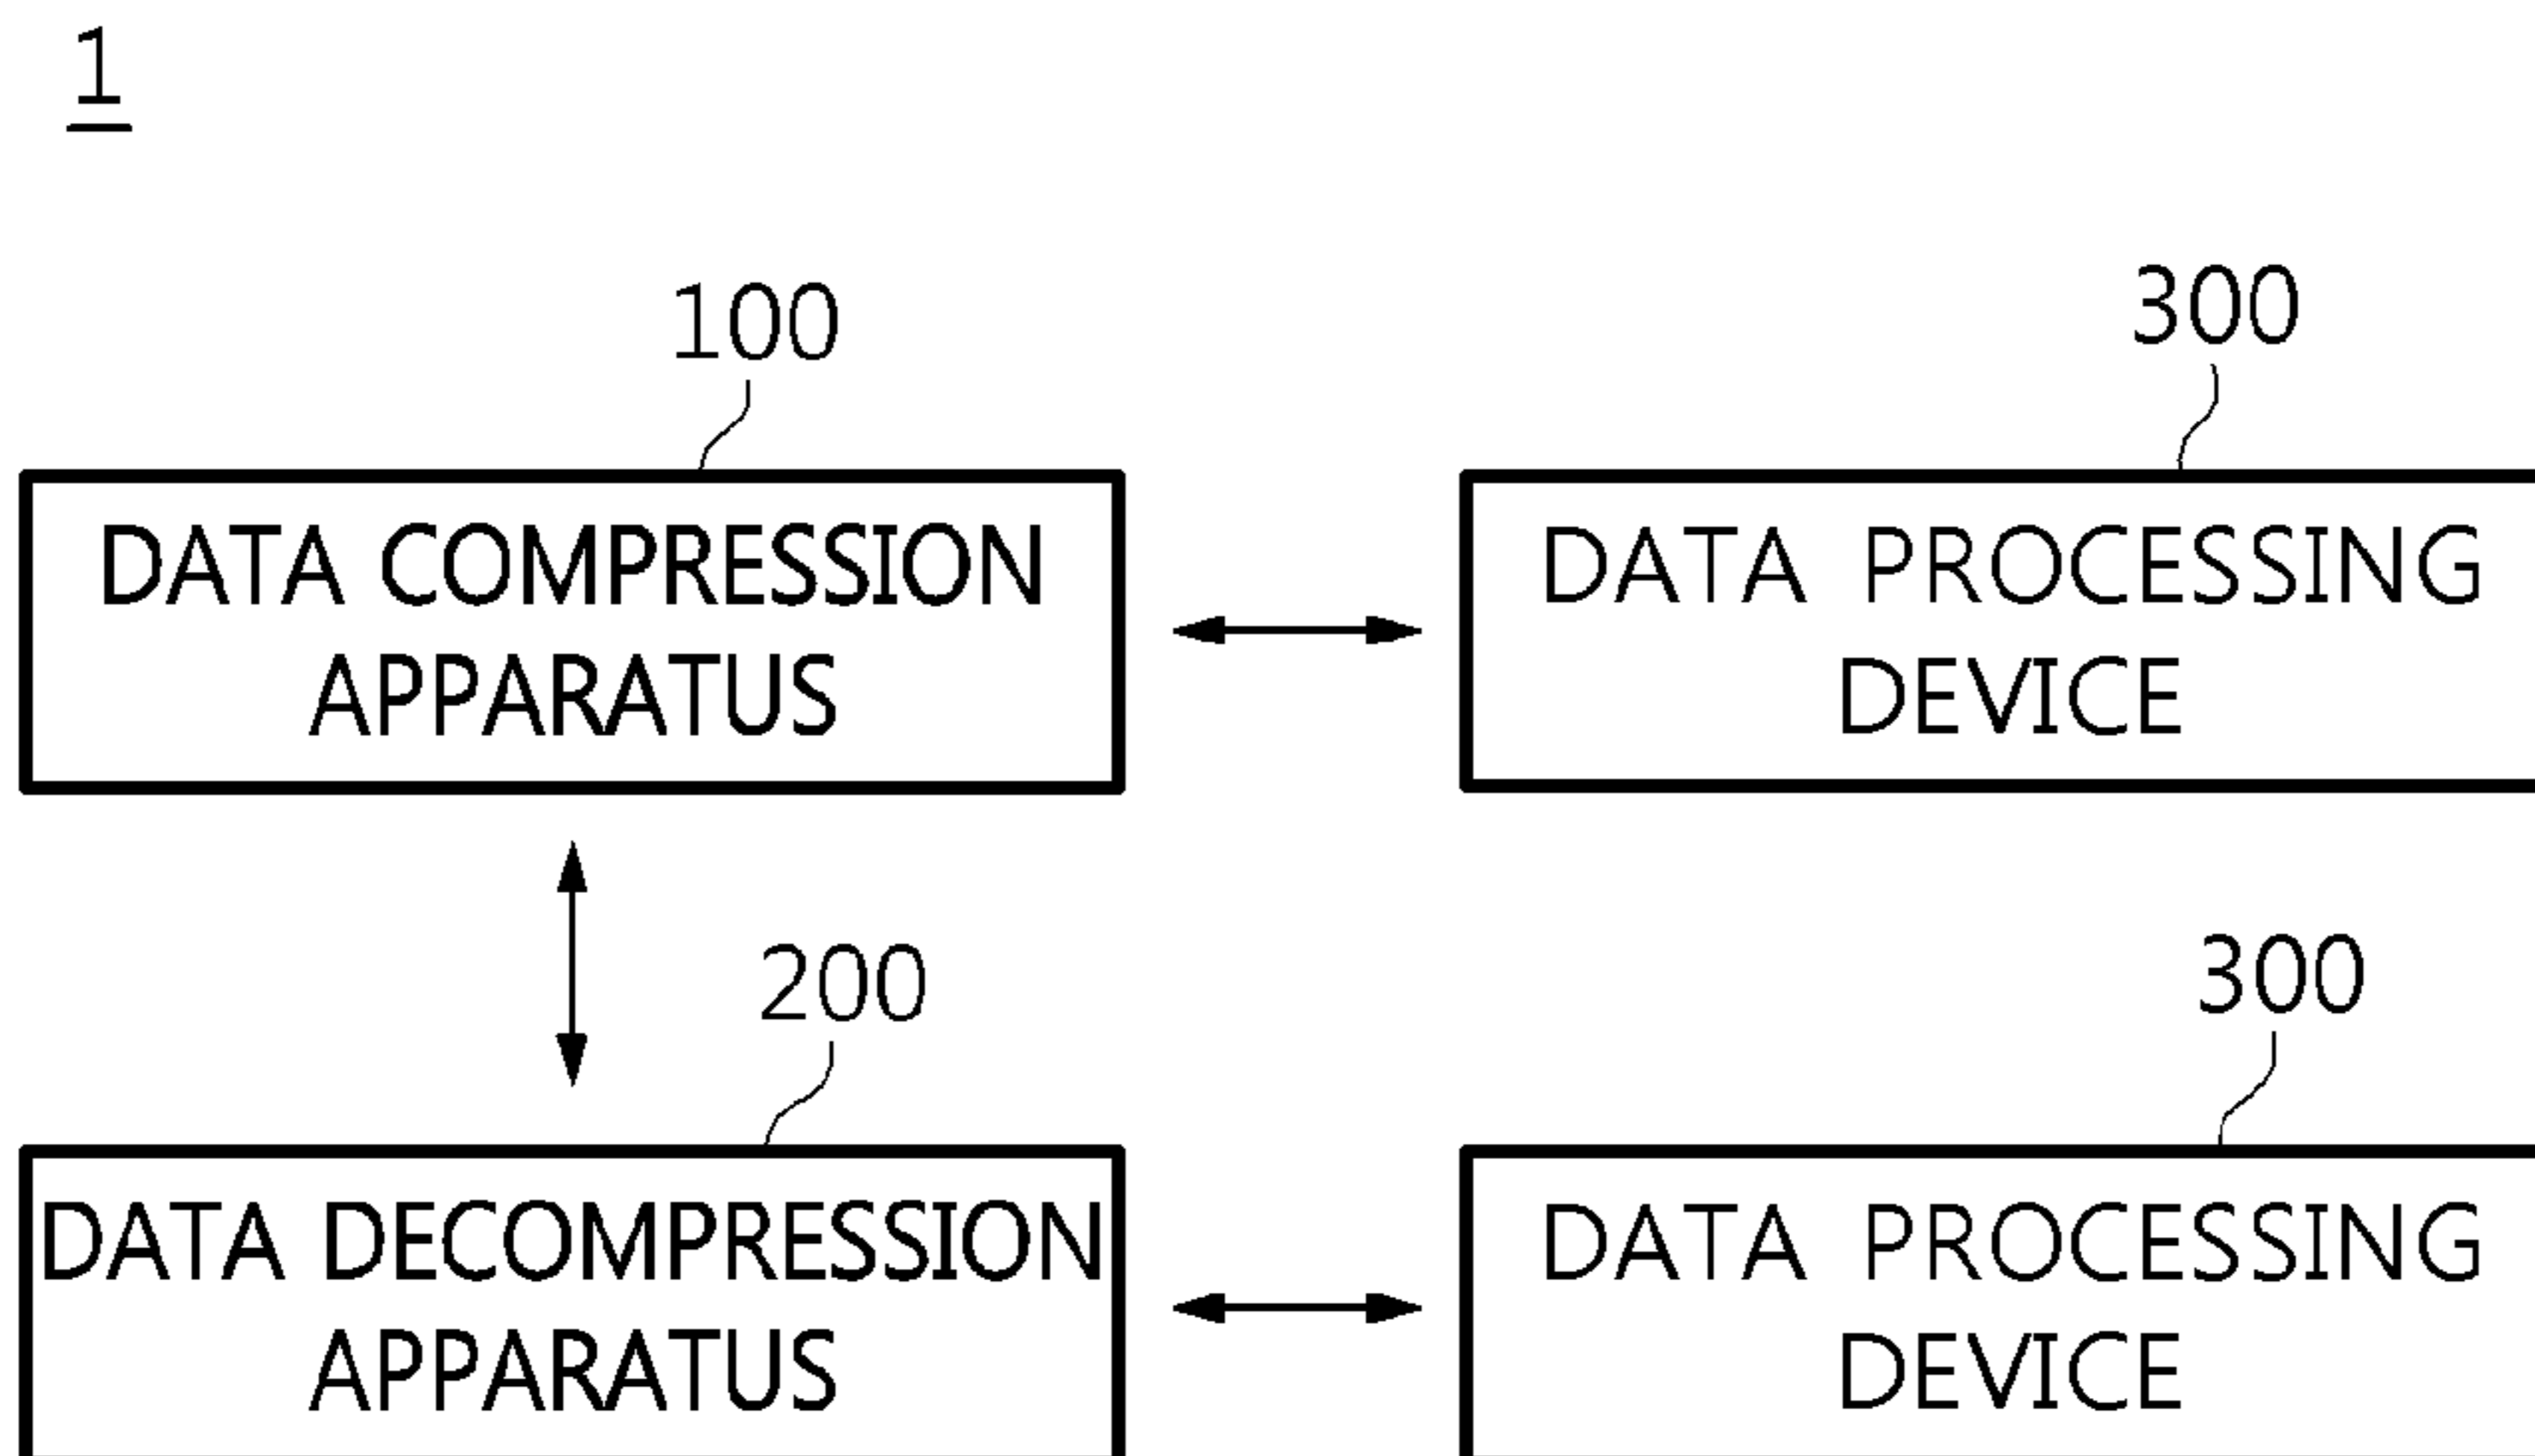 1
100
300
DATA COMPRESSION
APPARATUS
DATA PROCESSING
DEVICE
200
300
DATA DECOMPRESSION
APPARATUS
DATA PROCESSING
DEVICE